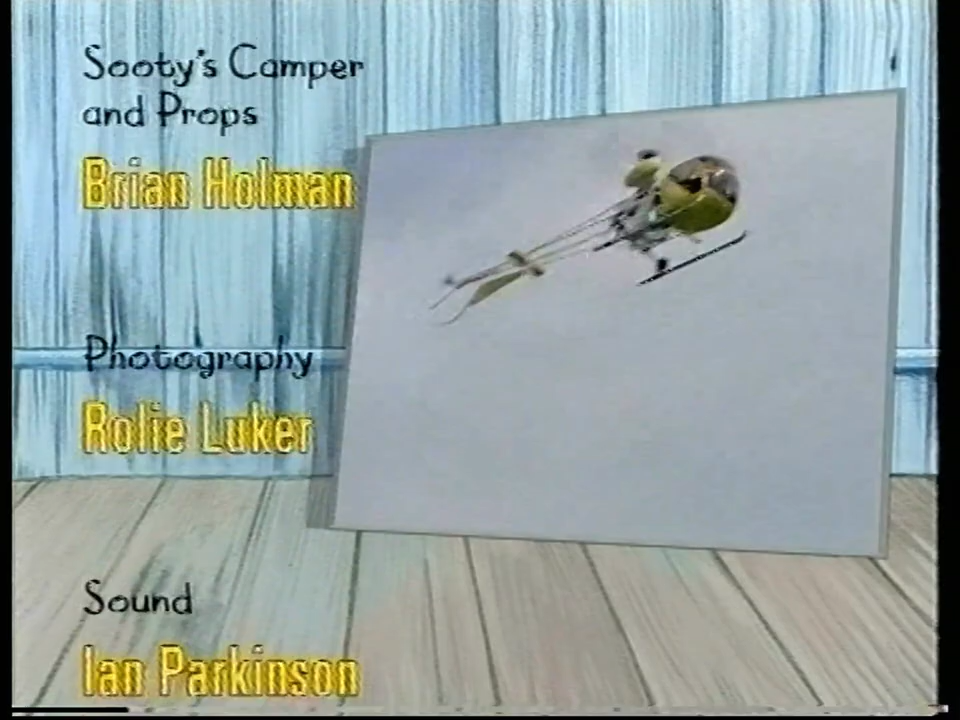 Sooty's Camper
and Props
Brian Holman
Photography
Rolie Luker
Sound
Ian Parkinson